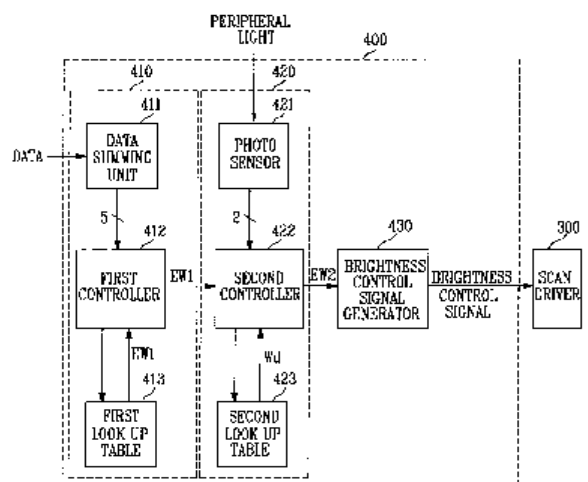 PERIPHERAL
LIGHT
400
410
420
411
421
DATA
DATA
SUMMING
UNIT
PHOTO
SENSOR
5
2
412
422
430
300
FIRST
CONTROLLER
EW1
SECOND
CONTROLLER
EW2
BRIGHTNESS
CONTROL
SIGNAL
GENERATOR
BRIGHTNESS
CONTROL
SIGNAL
SCAN
DRIVER
EW1
Wd
413
423
FIRST
LOOK UP
TABLE
SECOND
LOOK UP
TABLE